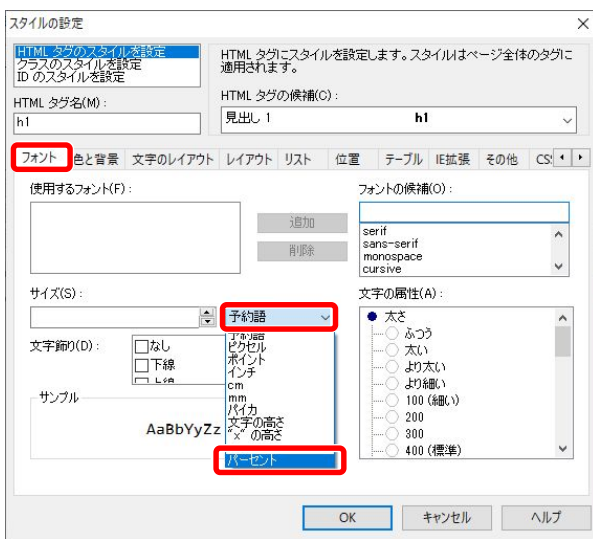 スタイルの設定
HTML タグのスタイルを設定
クラスのスタイルを設定
ID のスタイルを設定
HTML タグにスタイルを設定します。スタイルはページ全体のタグに
適用されます。
HTML タグ名(M) :
h1
HTML タグの候補(C) :
見出し 1 h1
フォント 色と背景 文字のレイアウト レイアウト リスト 位置 テーブル IE拡張 その他
使用するフォント(F) :
追加
削除
フォントの候補(O) :
serif
sans-serif
monospace
cursive
サイズ(S) :
予約語
予約語
ピクセル
ポイント
インチ
cm
mm
パイカ
文字の高さ
"x" の高さ
パーセント
文字飾り(D) :
なし
下線
上線
サンプル
AaBbYyZz
文字の属性(A) :
太さ
ふつう
太い
より太い
より細い
100 (細い)
200
300
400 (標準)
OK キャンセル ヘルプ